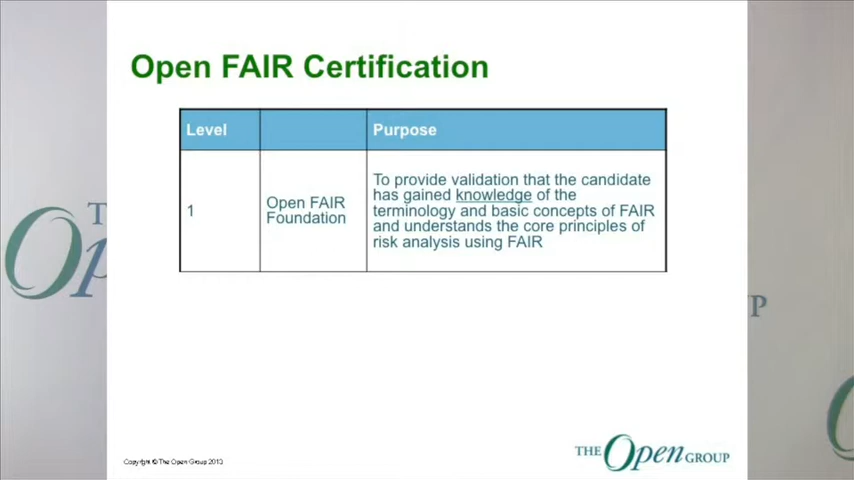 Open FAIR Certification
Level
Purpose
1
Open FAIR
Foundation
To provide validation that the candidate
has gained knowledge of the
terminology and basic concepts of FAIR
and understands the core principles of
risk analysis using FAIR
Copyright © The Open Group 2013
THE Open GROUP
T
Op
P